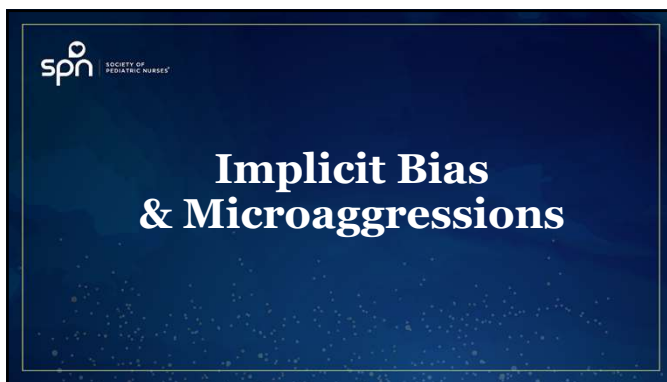 spn
SOCIETY OF
PEDIATRIC NURSES®
Implicit Bias
& Microaggressions